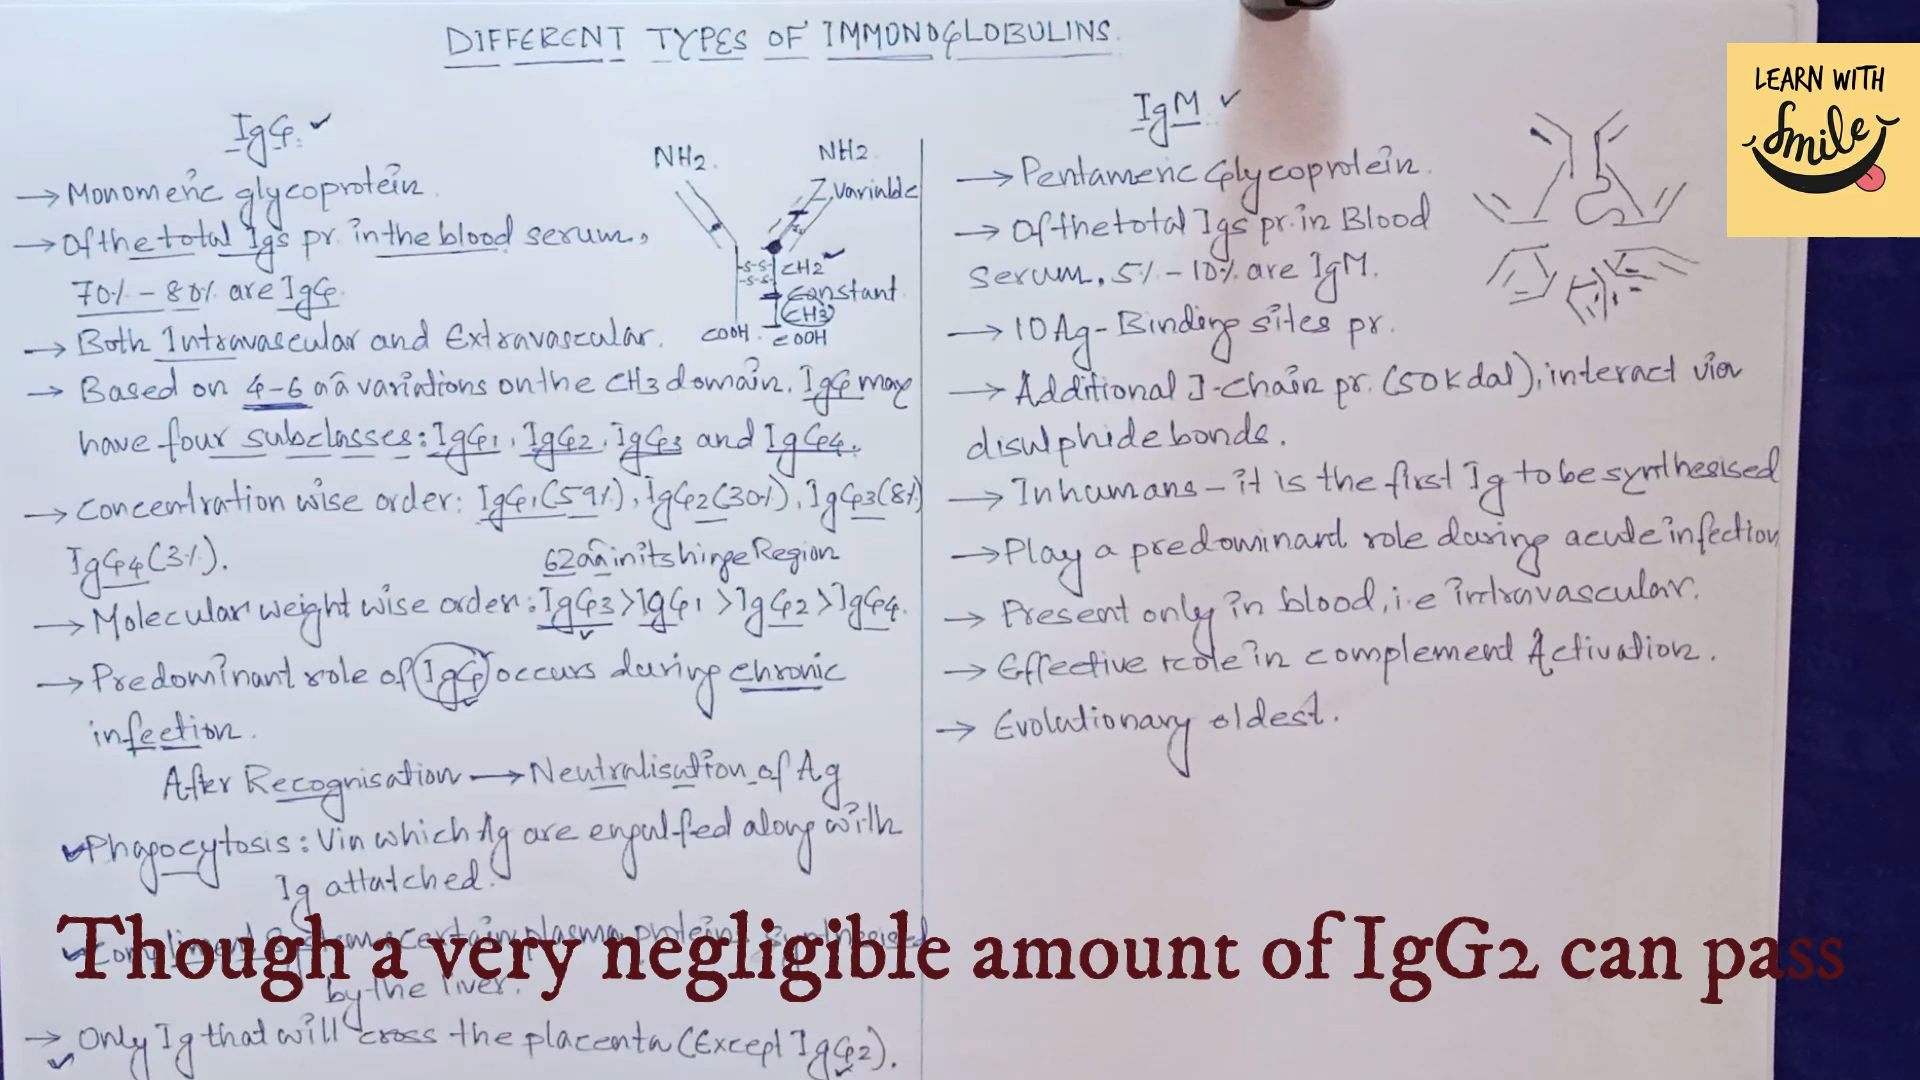 DIFFERENT TYPES OF IMMUNOGLOBULINS.
LEARN WITH
Smile
IgG.
→ Monomeric glycoprotein.
→ Of the total Igs pr. in the blood serum,
70% - 80% are IgG.
→ Both Intravascular and Extravascular.
→ Based on 4-6 aa variations on the CH3 domain, IgG may
have four subclasses: IgG1, IgG2, IgG3 and IgG4.
→ Concentration wise order: IgG1(59%), IgG2(30%), IgG3(8%)
IgG4(3%).
62 aa in its hinge Region
→ Molecular weight wise order: IgG3 > IgG1 > IgG2 > IgG4.
→ Predominant role of IgG occurs during chronic
infection.
After Recognisation → Neutralisation of Ag
Phagocytosis: Via which Ag are engulfed along with
Ig attatched.
certain plasma protein
by the liver.
→ Only Ig that will cross the placenta (Except IgG2).
NH2.
NH2
variable
-S-S-
CH2
-S-S-
constant
CH3
COOH
COOH
IgM.
→ Pentameric Glycoprotein.
→ Of the total Igs pr. in Blood
serum, 5% - 10% are IgM.
→ 10 Ag-Binding sites pr.
→ Additional J-chain pr. (50kdal), interact via
disulphide bonds.
→ In humans - it is the first Ig to be synthesised
→ Play a predominant role during acute infection
→ Present only in blood, i.e intravascular.
→ Effective role in complement Activation.
→ Evolutionary oldest.
Though a very negligible amount of IgG2 can pass